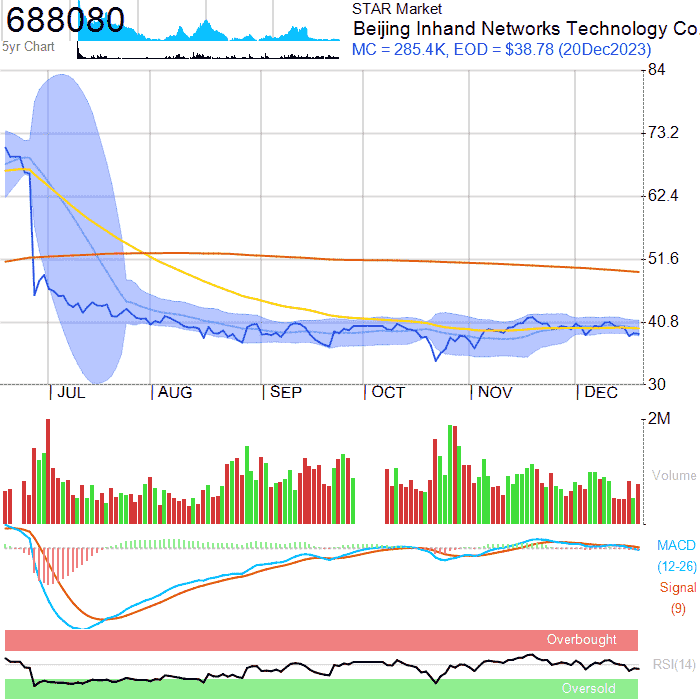 688080
5yr Chart
STAR Market
Beijing Inhand Networks Technology Co
MC = 285.4K, EOD = $38.78 (20Dec2023)
84
73.2
62.4
51.6
40.8
30
|JUL |AUG |SEP |OCT |NOV |DEC
2M
Volume
MACD
(12-26)
Signal
(9)
Overbought
RSI(14)
Oversold